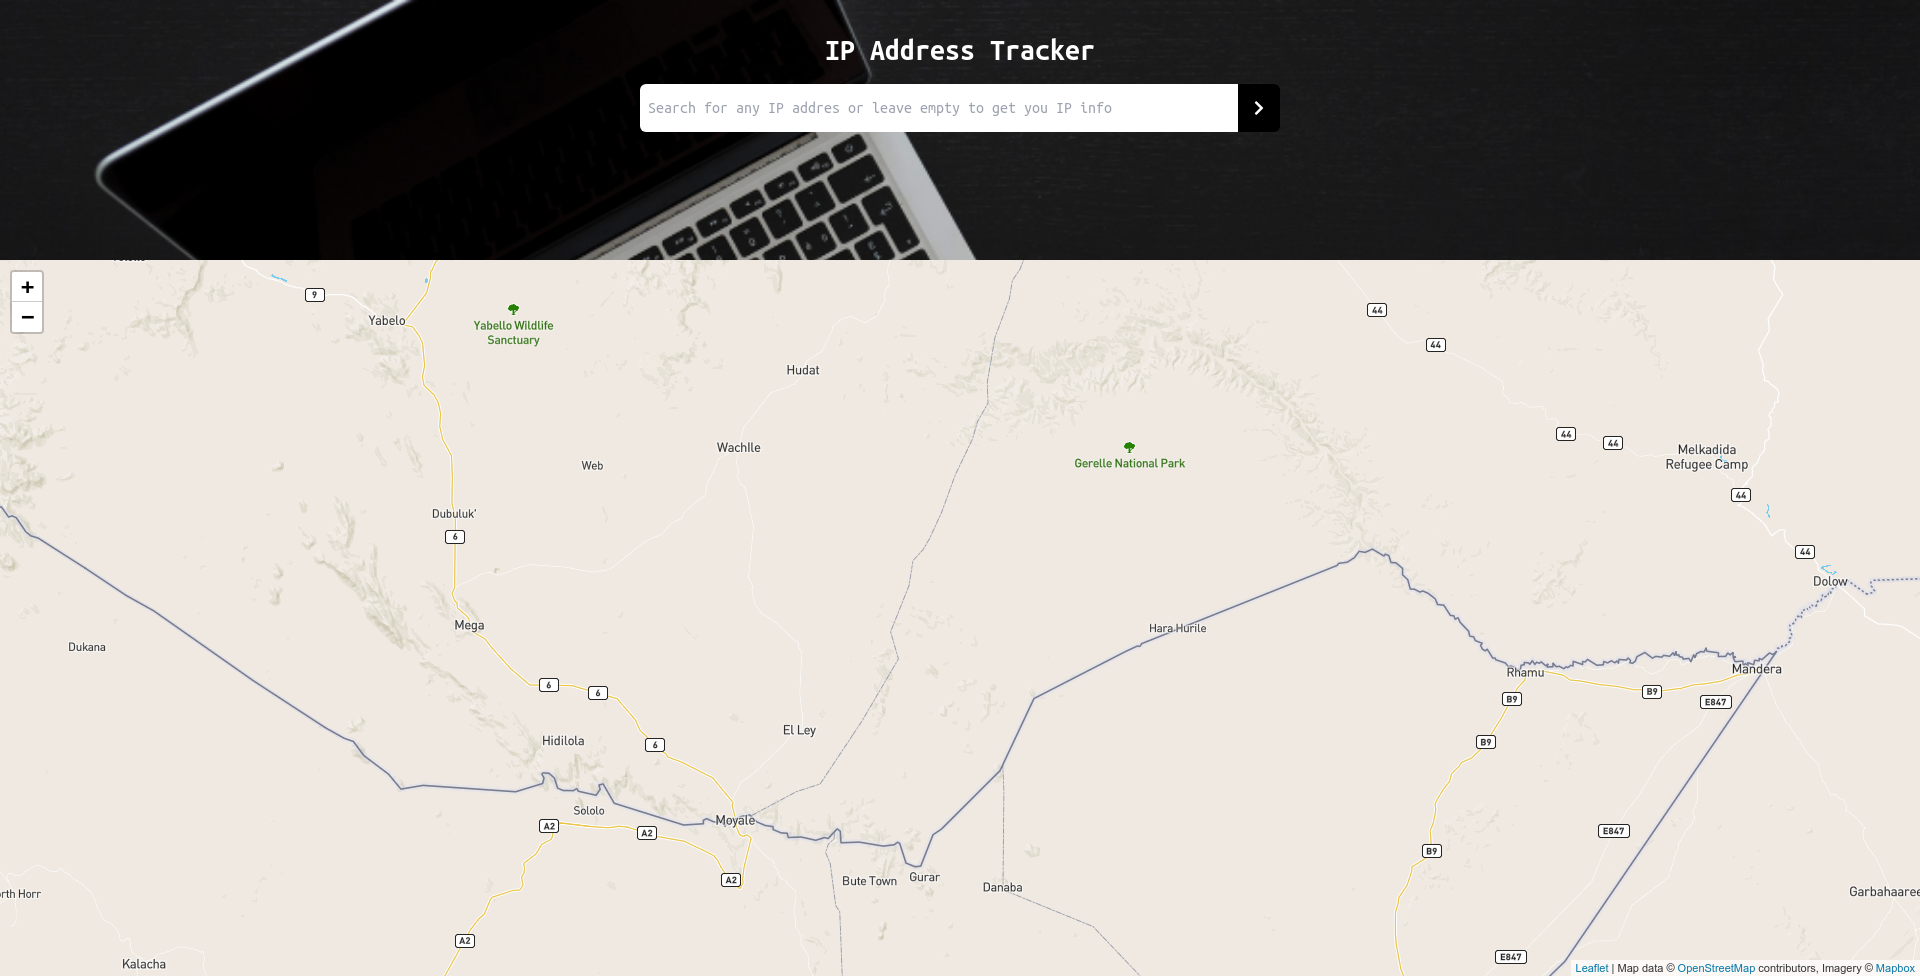 IP Address Tracker
Search for any IP addres or leave empty to get you IP info
+
−
9
Yabelo
Yabello Wildlife
Sanctuary
44
44
Hudat
Wachlle
Web
Gerelle National Park
44
44
Melkadida
Refugee Camp
44
Dubuluk'
6
44
Dolow
Mega
Hara Hurile
Dukana
Rhamu
Mandera
6
6
B9
B9
E847
El Ley
Hidilola
6
B9
Sololo
Moyale
A2
A2
E847
B9
Bute Town
Gurar
Danaba
A2
Garbahaaree
rth Horr
A2
Kalacha
E847
Leaflet | Map data © OpenStreetMap contributors, Imagery © Mapbox